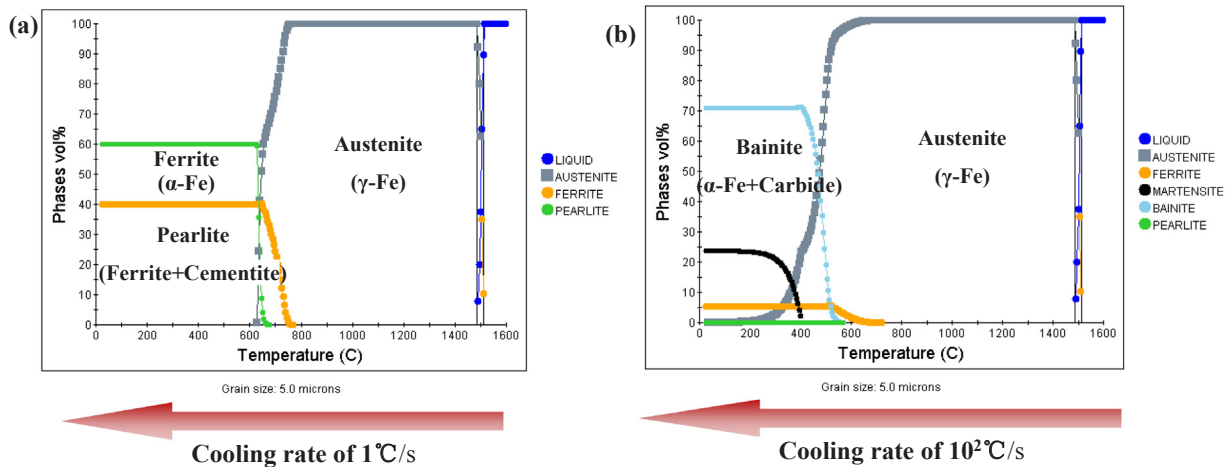 (a)
Phases vol%
100
90
80
70
60
50
40
30
20
10
0
Ferrite
(α-Fe)
Pearlite
(Ferrite+Cementite)
Austenite
(γ-Fe)
0
200
400
600
800
1000
1200
1400
1600
Temperature (C)
LIQUID
AUSTENITE
FERRITE
PEARLITE
Grain size: 5.0 microns
Cooling rate of 1℃/s
(b)
Phases vol%
100
90
80
70
60
50
40
30
20
10
0
Bainite
(α-Fe+Carbide)
Austenite
(γ-Fe)
0
200
400
600
800
1000
1200
1400
1600
Temperature (C)
LIQUID
AUSTENITE
FERRITE
MARTENSITE
BAINITE
PEARLITE
Grain size: 5.0 microns
Cooling rate of 10²℃/s